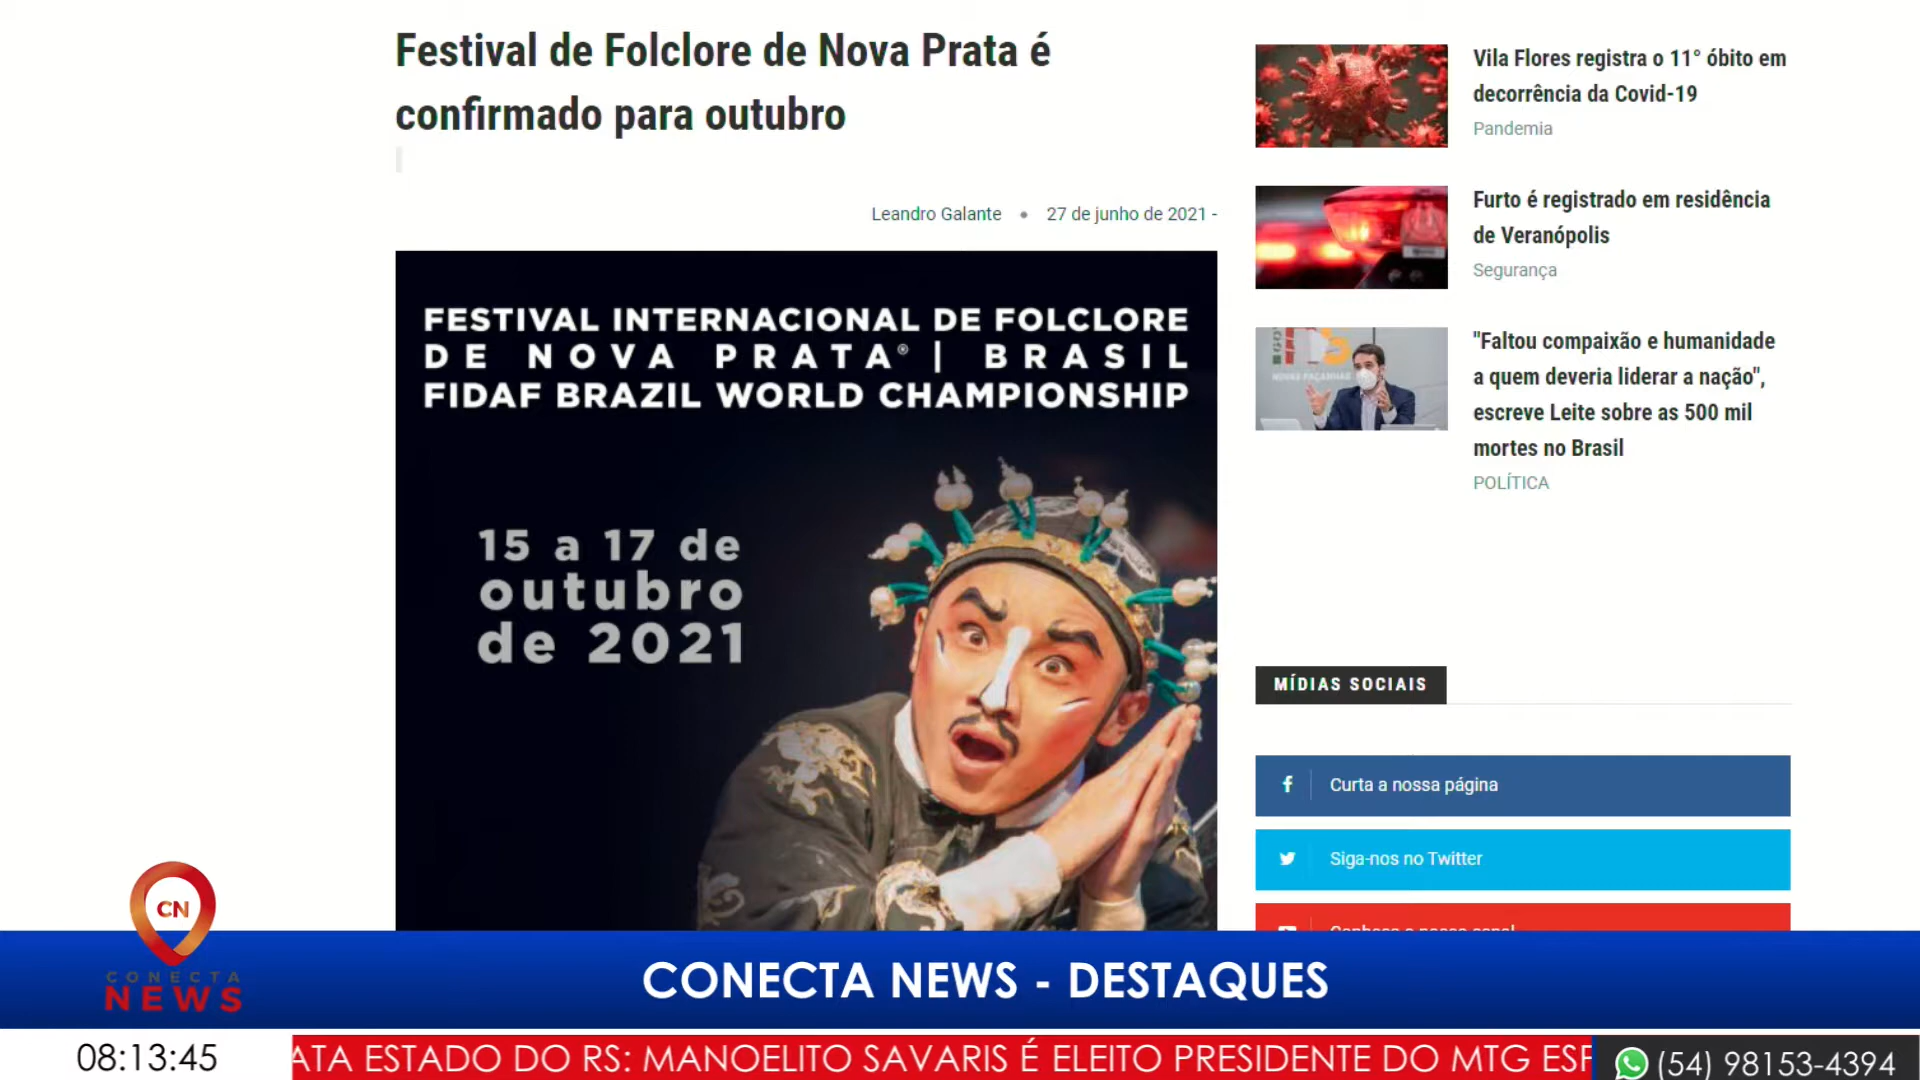 Festival de Folclore de Nova Prata é
confirmado para outubro
Leandro Galante • 27 de junho de 2021 -
FESTIVAL INTERNACIONAL DE FOLCLORE
DE NOVA PRATA® | BRASIL
FIDAF BRAZIL WORLD CHAMPIONSHIP
15 a 17 de
outubro
de 2021
Vila Flores registra o 11° óbito em
decorrência da Covid-19
Pandemia
Furto é registrado em residência
de Veranópolis
Segurança
"Faltou compaixão e humanidade
a quem deveria liderar a nação",
escreve Leite sobre as 500 mil
mortes no Brasil
POLÍTICA
MÍDIAS SOCIAIS
Curta a nossa página
Siga-nos no Twitter
CN
CONECTA
NEWS
CONECTA NEWS - DESTAQUES
08:13:45
ATA ESTADO DO RS: MANOELITO SAVARIS É ELEITO PRESIDENTE DO MTG ESP
(54) 98153-4394